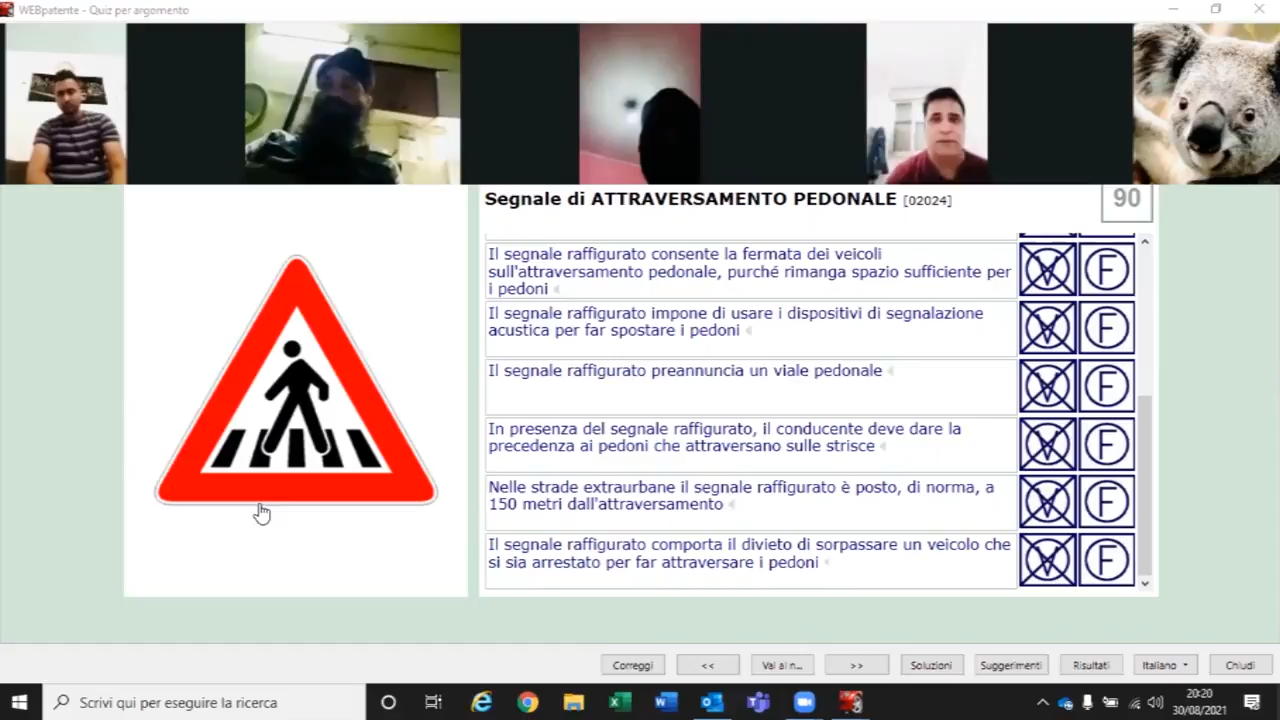 WEBpatente - Quiz per argomento
Segnale di ATTRAVERSAMENTO PEDONALE [02024]
90
Il segnale raffigurato consente la fermata dei veicoli
sull'attraversamento pedonale, purché rimanga spazio sufficiente per
i pedoni
V F
Il segnale raffigurato impone di usare i dispositivi di segnalazione
acustica per far spostare i pedoni
V F
Il segnale raffigurato preannuncia un viale pedonale
V F
In presenza del segnale raffigurato, il conducente deve dare la
precedenza ai pedoni che attraversano sulle strisce
V F
Nelle strade extraurbane il segnale raffigurato è posto, di norma, a
150 metri dall'attraversamento
V F
Il segnale raffigurato comporta il divieto di sorpassare un veicolo che
si sia arrestato per far attraversare i pedoni
V F
Correggi << Vai al n... >> Soluzioni Suggerimenti Risultati Italiano Chiudi
Scrivi qui per eseguire la ricerca
20:20
30/08/2021